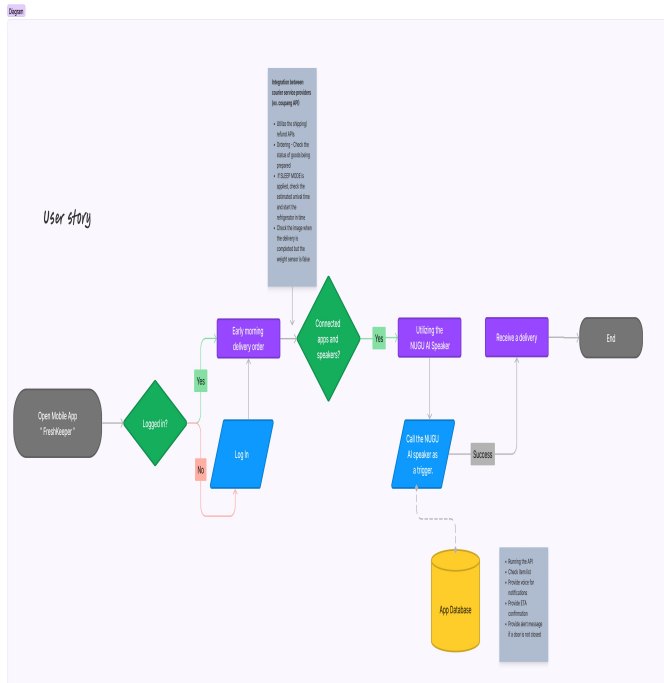 Diagram
Integration between
courier service providers
(ex. coupang API)
• Utilize the shipping/
refund APIs
• Ordering - Check the
status of goods being
prepared
• If SLEEP MODE is
applied, check the
estimated arrival time
and start the
refrigerator in time
• Check the image when
the delivery is
completed but the
weight sensor is false
User story
Early morning
delivery order
Connected
apps and
speakers?
Yes
Utilizing the
NUGU AI Speaker
Receive a delivery
End
Yes
Open Mobile App
" FreshKeeper "
Logged in?
No
Log In
Call the NUGU
AI speaker as
a trigger.
Success
App Database
• Running the API
• Check item list
• Provide voice for
notifications
• Provide ETA
confirmation
• Provide alert message
if a door is not closed